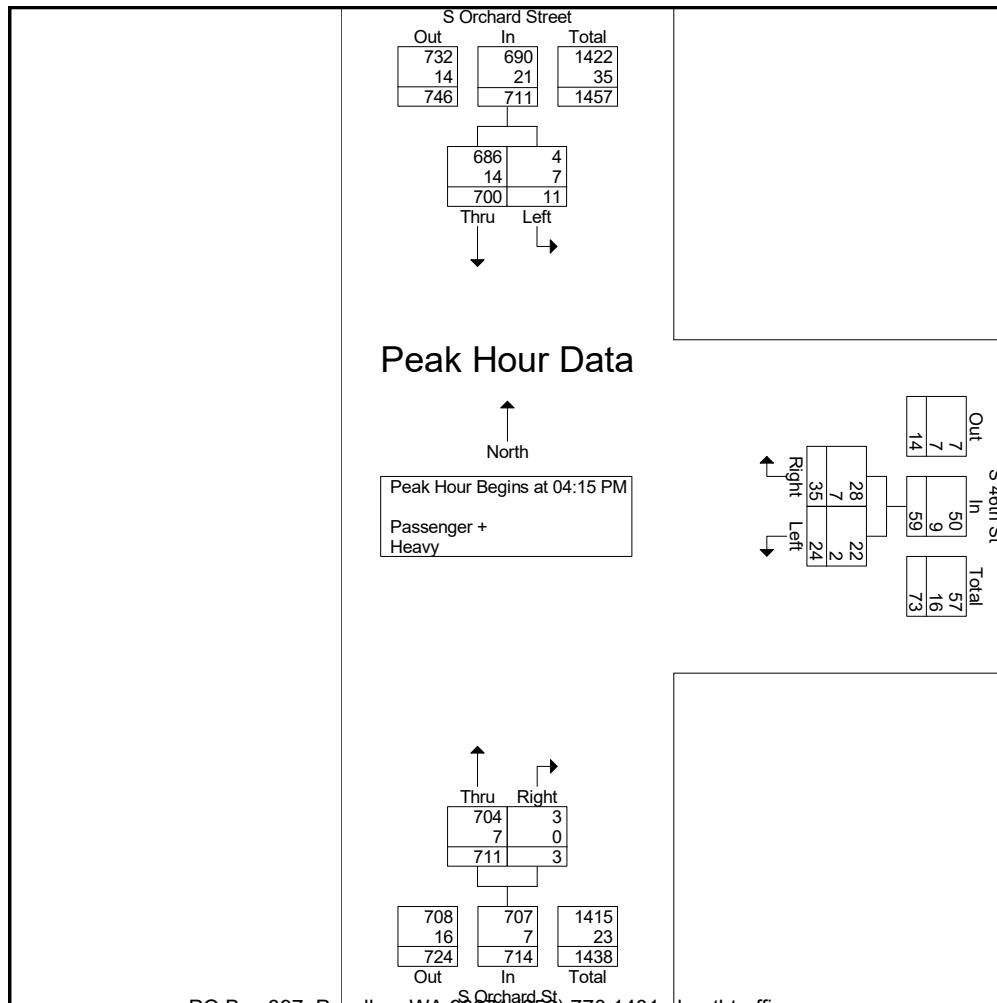 S Orchard Street
Out In Total
732 690 1422
14 21 35
746 711 1457
686 4
14 7
700 11
Thru Left
Peak Hour Data
North
Peak Hour Begins at 04:15 PM
Passenger +
Heavy
Right Left
28 22
7 2
35 24
S 46th St
Out In Total
7 50 57
7 9 16
14 59 73
Thru Right
704 3
7 0
711 3
708 707 1415
16 7 23
724 714 1438
Out In Total
S Orchard St